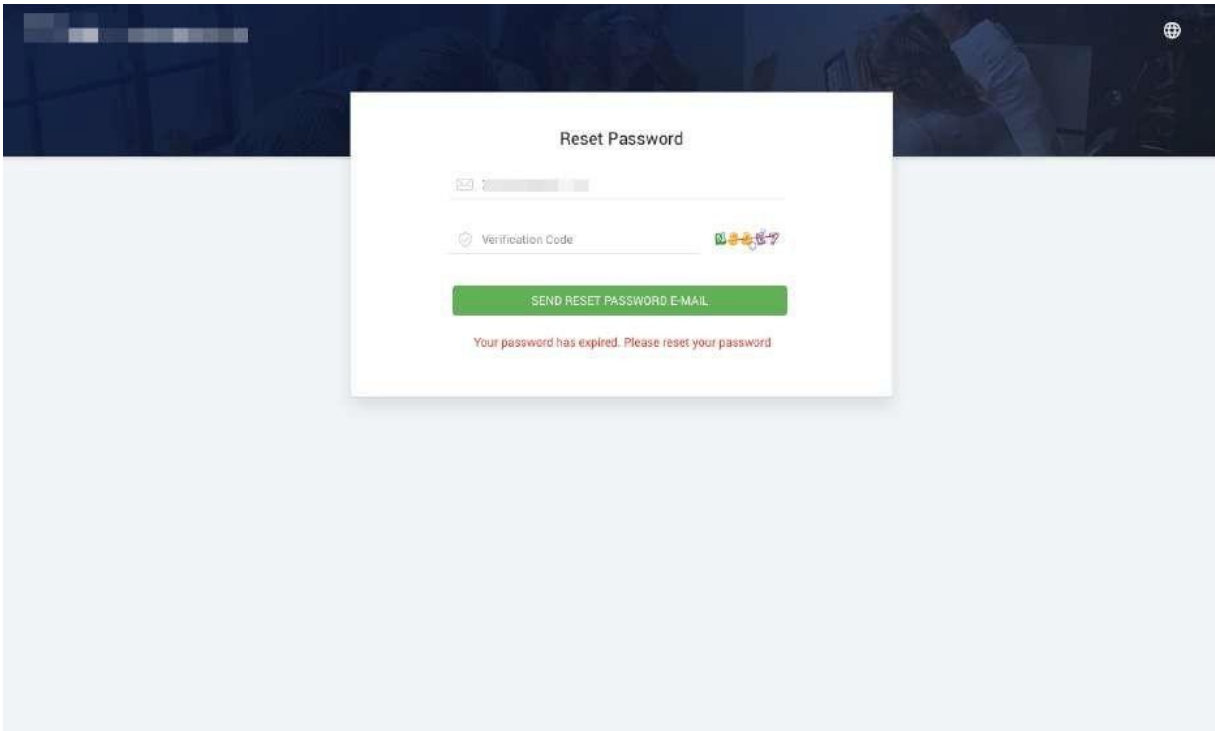 Reset Password
Verification Code
SEND RESET PASSWORD E-MAIL
Your password has expired. Please reset your password